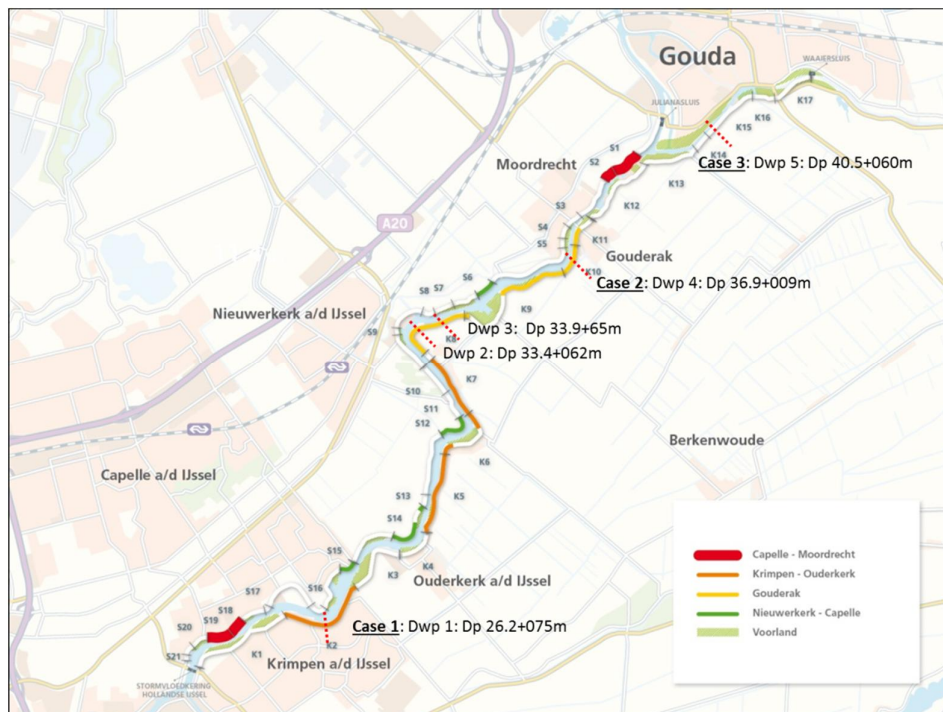 Gouda
WAAIERSLUIS
JULIANASLUIS
K17
K16
K15
K14
S1
S2
Moordrecht
Case 3: Dwp 5: Dp 40.5+060m
K13
K12
S3
A20
S4
S5
K11
Gouderak
K10
Case 2: Dwp 4: Dp 36.9+009m
S6
S7
S8
K9
Nieuwerkerk a/d IJssel
S9
K8
Dwp 3: Dp 33.9+65m
Dwp 2: Dp 33.4+062m
K7
S10
S11
S12
Berkenwoude
K6
Capelle a/d IJssel
S13
K5
S14
K4
K3
S15
Ouderkerk a/d IJssel
S16
S17
S18
S19
S20
S21
Case 1: Dwp 1: Dp 26.2+075m
K2
K1
Krimpen a/d IJssel
STORMVLOEDKERING
HOLLANDSE IJSSEL
Capelle - Moordrecht
Krimpen - Ouderkerk
Gouderak
Nieuwerkerk - Capelle
Voorland